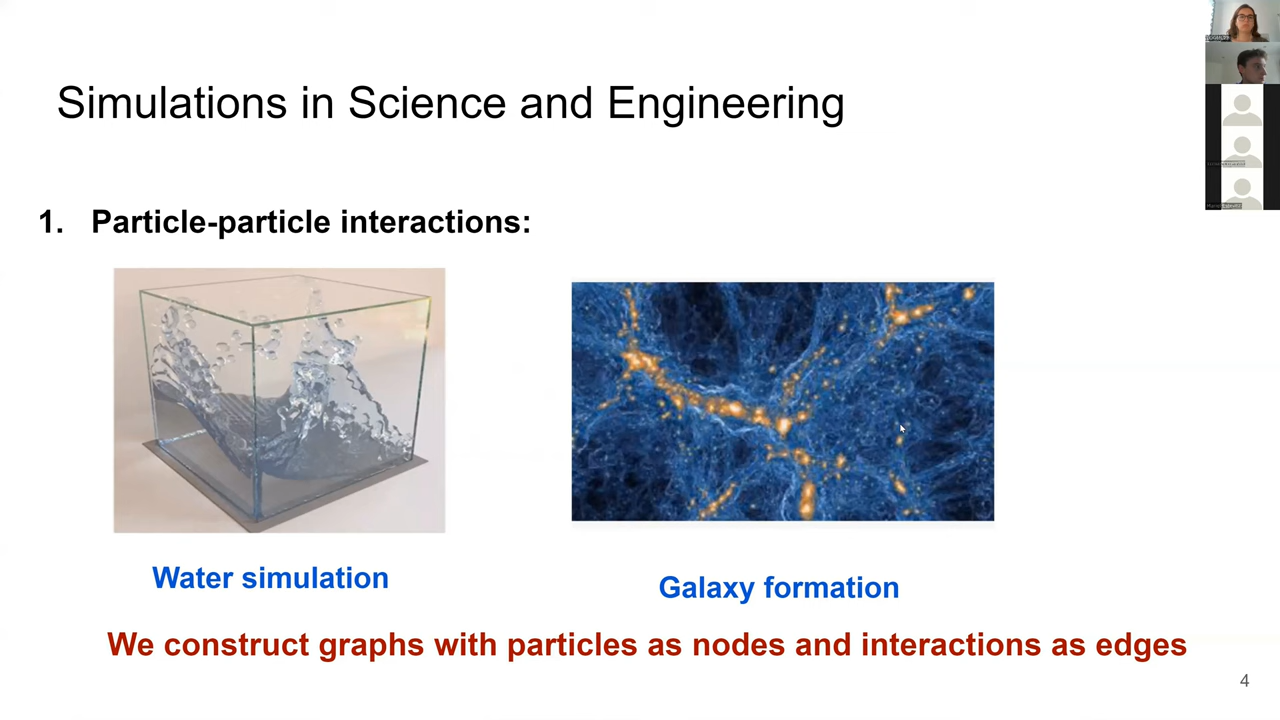 Simulations in Science and Engineering
1. Particle-particle interactions:
Water simulation
Galaxy formation
We construct graphs with particles as nodes and interactions as edges
4